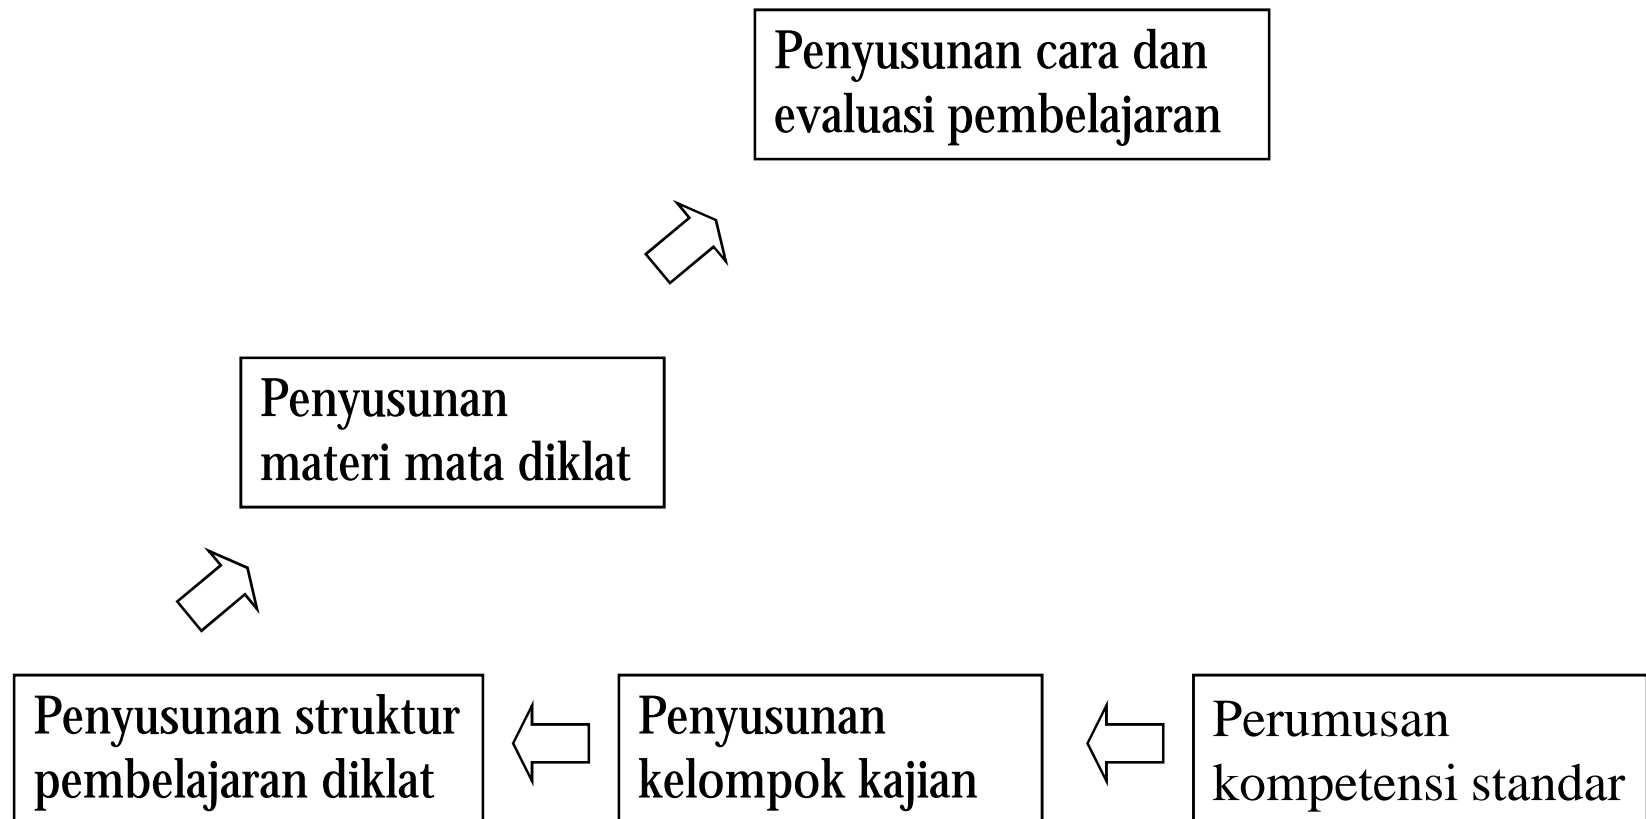 Penyusunan cara dan
evaluasi pembelajaran
Penyusunan
materi mata diklat
Penyusunan struktur
pembelajaran diklat
Penyusunan
kelompok kajian
Perumusan
kompetensi standar